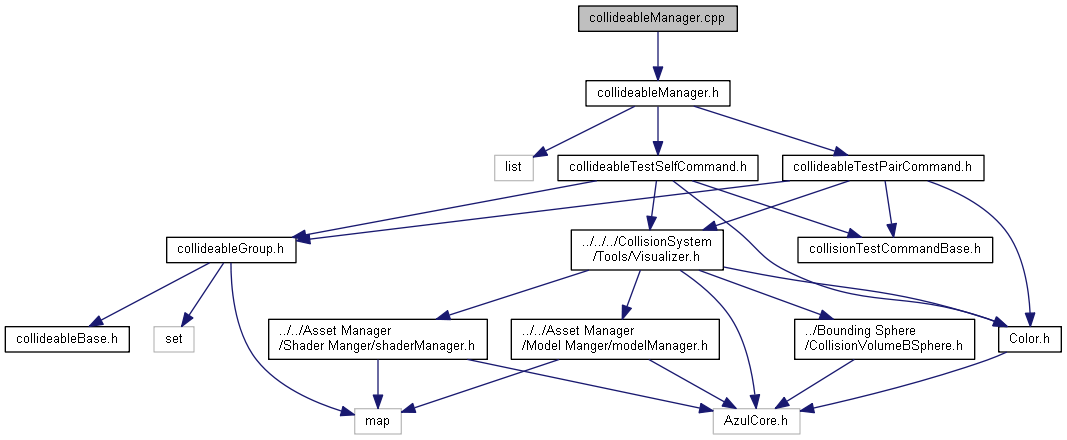 collideableManager.cpp
collideableManager.h
list
collideableTestSelfCommand.h
collideableTestPairCommand.h
collideableGroup.h
../../../CollisionSystem
/Tools/Visualizer.h
collisionTestCommandBase.h
collideableBase.h
set
../../Asset Manager
/Shader Manger/shaderManager.h
../../Asset Manager
/Model Manger/modelManager.h
../Bounding Sphere
/CollisionVolumeBSphere.h
Color.h
map
AzulCore.h